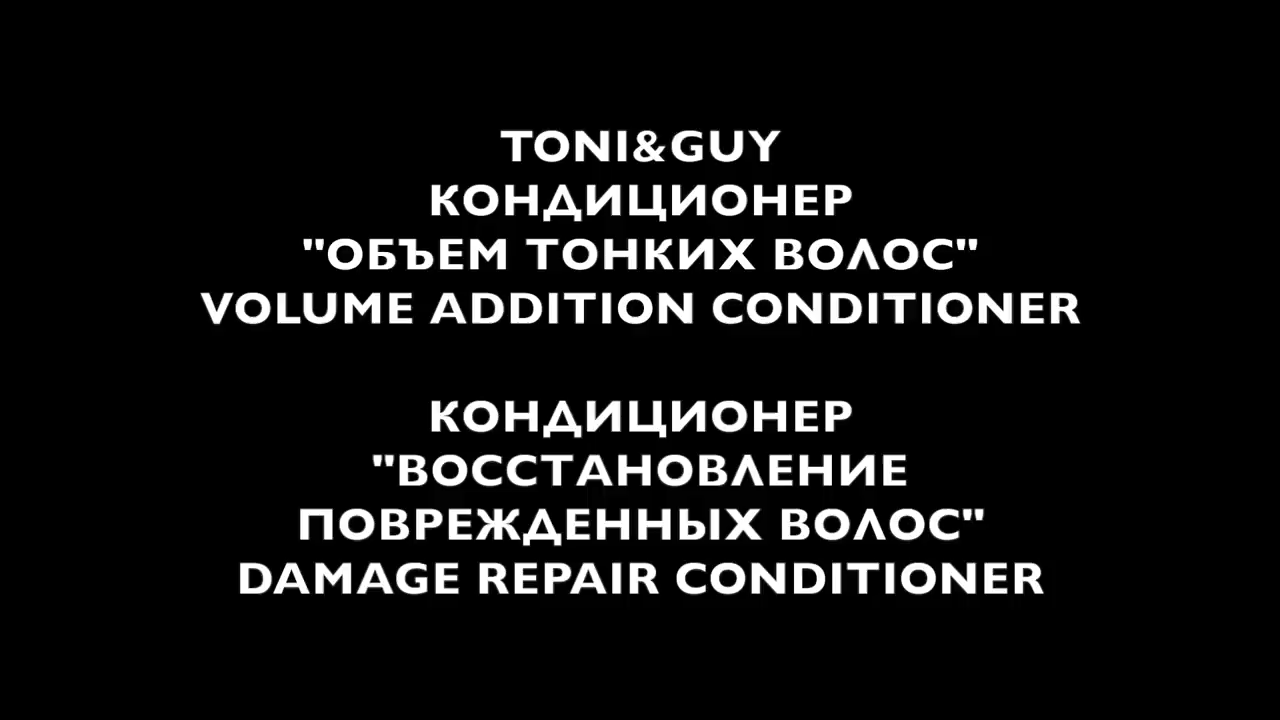 TONI&GUY
КОНДИЦИОНЕР
"ОБЪЕМ ТОНКИХ ВОЛОС"
VOLUME ADDITION CONDITIONER
КОНДИЦИОНЕР
"ВОССТАНОВЛЕНИЕ
ПОВРЕЖДЕННЫХ ВОЛОС"
DAMAGE REPAIR CONDITIONER